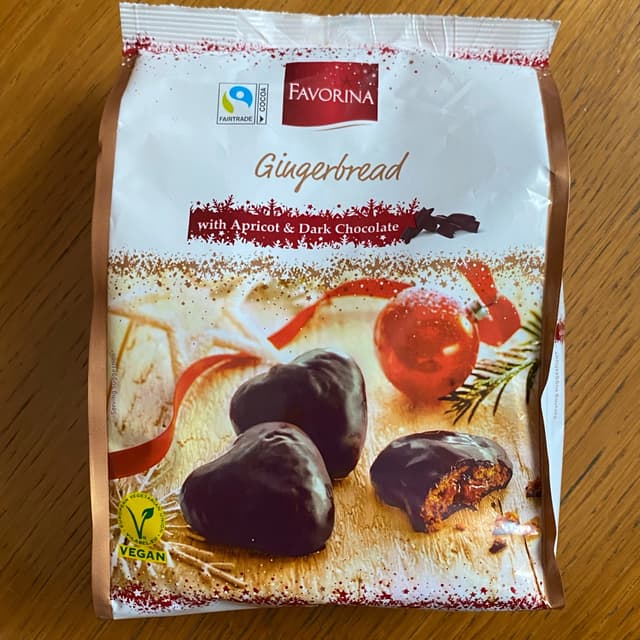 FAVORINA
FAIRTRADE
COCOA
Gingerbread
with Apricot & Dark Chocolate
VEGAN